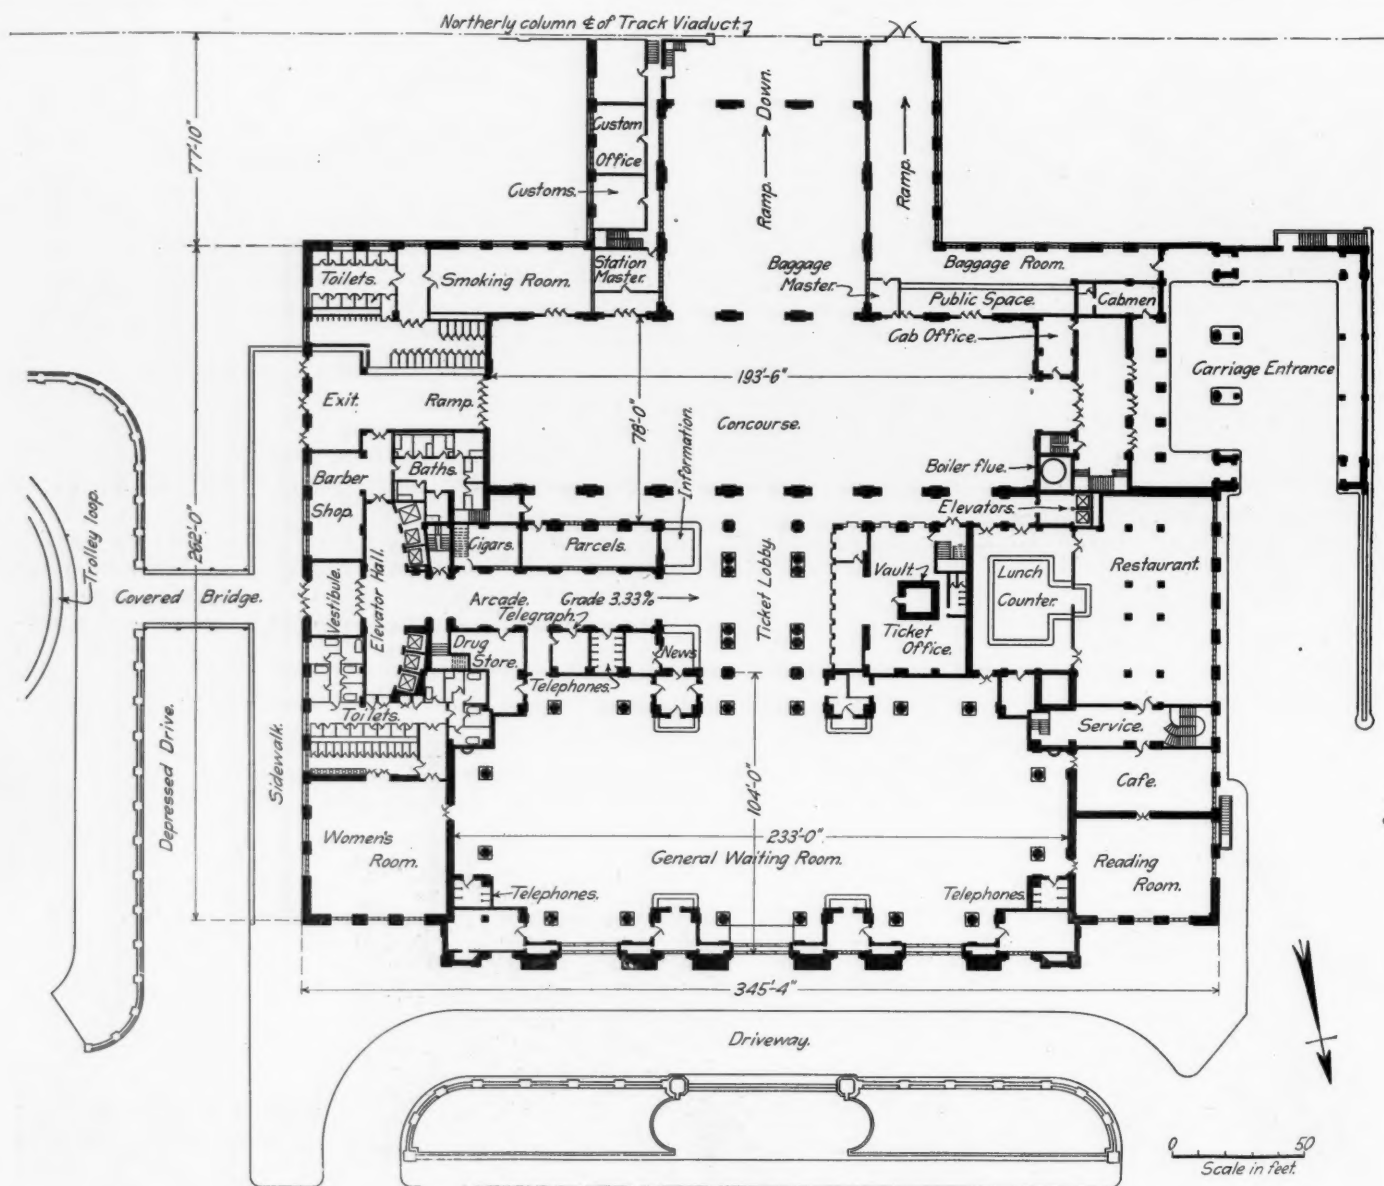 Northerly column ℄ of Track Viaduct.
77'-10"
Custom
Office
Customs.
Ramp. Down.
Ramp.
Toilets.
Smoking Room.
Station
Master.
Baggage
Master.
Baggage Room.
Public Space.
Cabmen
Cab Office.
Carriage Entrance
193'-6"
Exit.
Ramp.
78'-0"
Information.
Concourse.
Baths.
Boiler flue.
Barber
Shop.
Elevators.
Trolley loop.
262'-0"
Cigars.
Parcels.
Ticket Lobby.
Vault.
Lunch
Counter.
Restaurant.
Covered Bridge.
Vestibule.
Elevator Hall.
Arcade. Grade 3.33%
Telegraph.
Drug
Store.
News
Ticket
Office.
Telephones.
Toilets.
Service.
Depressed Drive.
Sidewalk.
104'-0"
Cafe.
Women's
Room.
233'-0"
General Waiting Room.
Reading
Room.
Telephones.
Telephones.
345'-4"
Driveway.
0 50
Scale in feet.